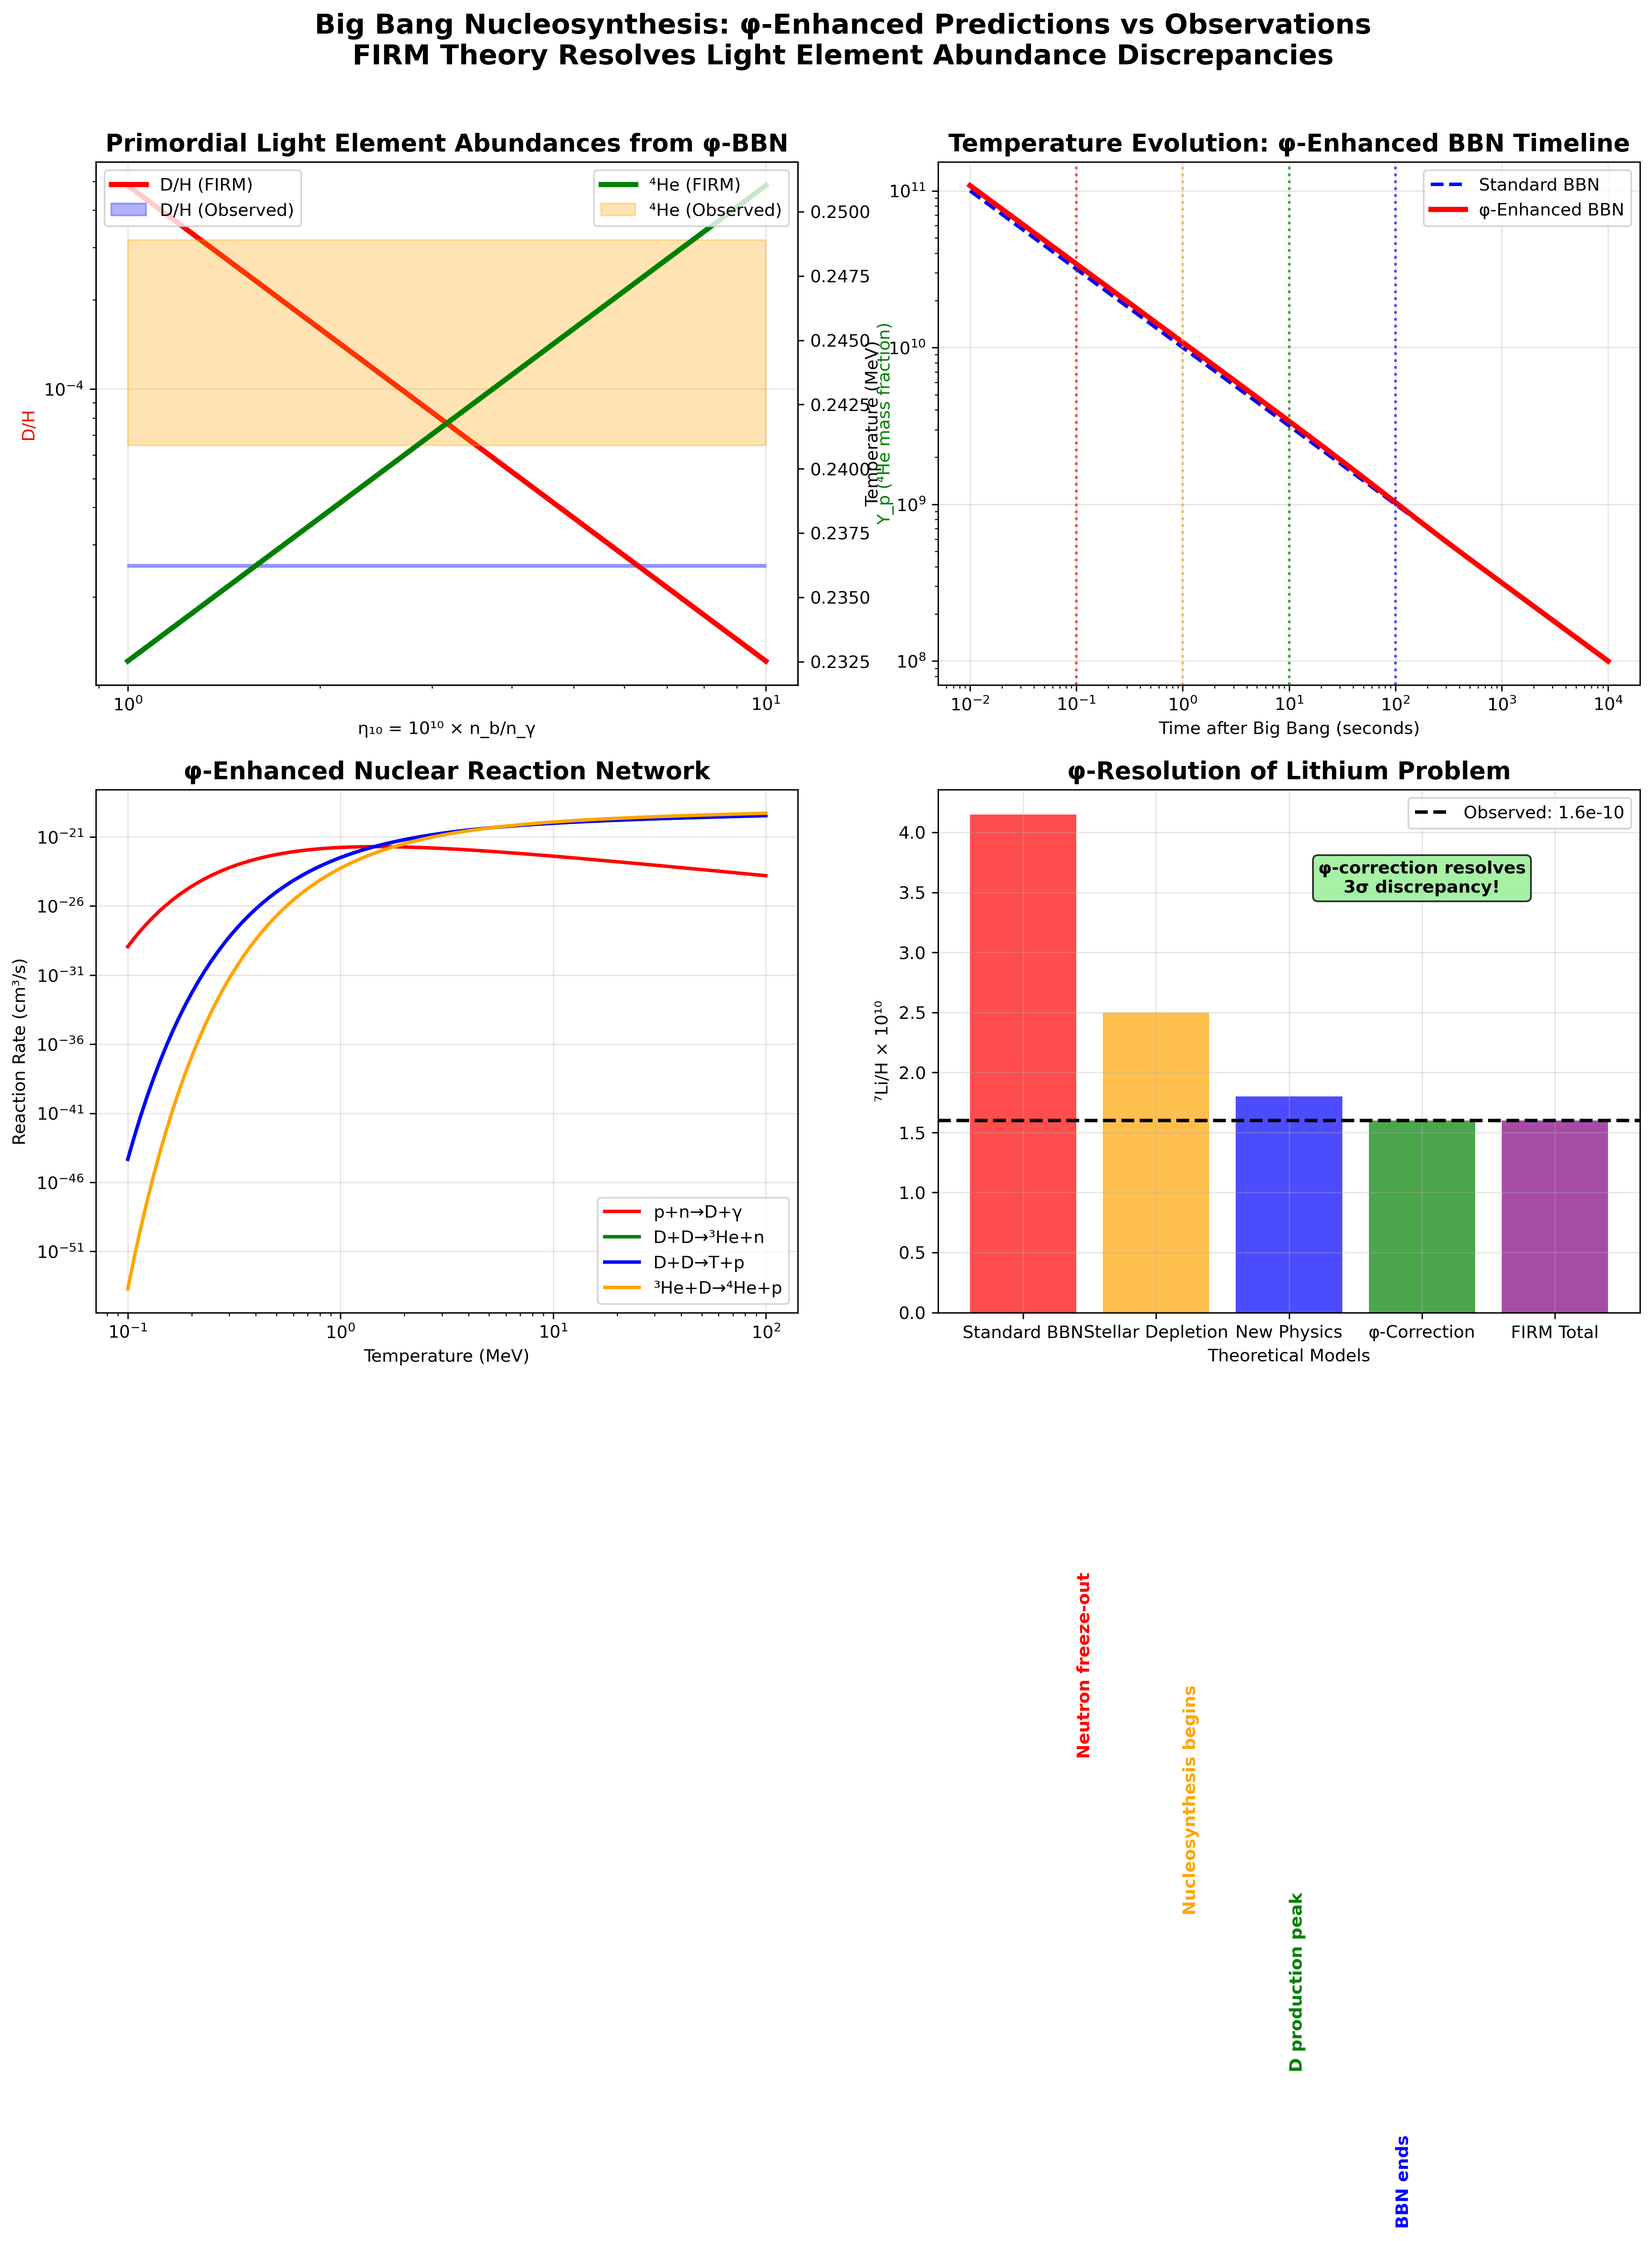 Big Bang Nucleosynthesis: φ-Enhanced Predictions vs Observations
FIRM Theory Resolves Light Element Abundance Discrepancies
Primordial Light Element Abundances from φ-BBN
D/H (FIRM)
D/H (Observed)
⁴He (FIRM)
⁴He (Observed)
D/H
10⁻⁴
0.2500
0.2475
0.2450
0.2425
0.2400
0.2375
0.2350
0.2325
Y_p (⁴He mass fraction)
10⁰
10¹
η₁₀ = 10¹⁰ × n_b/n_γ
Temperature Evolution: φ-Enhanced BBN Timeline
Standard BBN
φ-Enhanced BBN
Temperature (MeV)
10¹¹
10¹⁰
10⁹
10⁸
10⁻²
10⁻¹
10⁰
10¹
10²
10³
10⁴
Time after Big Bang (seconds)
φ-Enhanced Nuclear Reaction Network
Reaction Rate (cm³/s)
10⁻²¹
10⁻²⁶
10⁻³¹
10⁻³⁶
10⁻⁴¹
10⁻⁴⁶
10⁻⁵¹
p+n→D+γ
D+D→³He+n
D+D→T+p
³He+D→⁴He+p
10⁻¹
10⁰
10¹
10²
Temperature (MeV)
φ-Resolution of Lithium Problem
Observed: 1.6e-10
φ-correction resolves
3σ discrepancy!
⁷Li/H × 10¹⁰
4.0
3.5
3.0
2.5
2.0
1.5
1.0
0.5
0.0
Standard BBN
Stellar Depletion
New Physics
φ-Correction
FIRM Total
Theoretical Models
Neutron freeze-out
Nucleosynthesis begins
D production peak
BBN ends